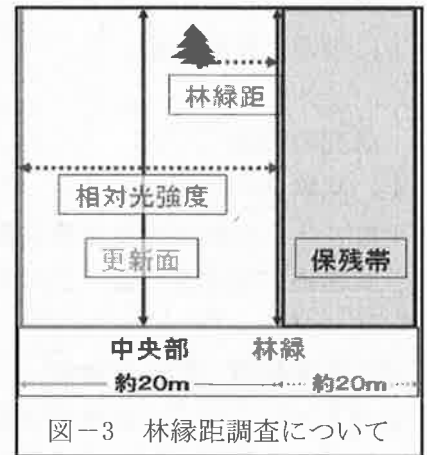 林縁距
相対光強度
更新面 保残帯
中央部 林縁
約20m 約20m
図-3 林縁距調査について